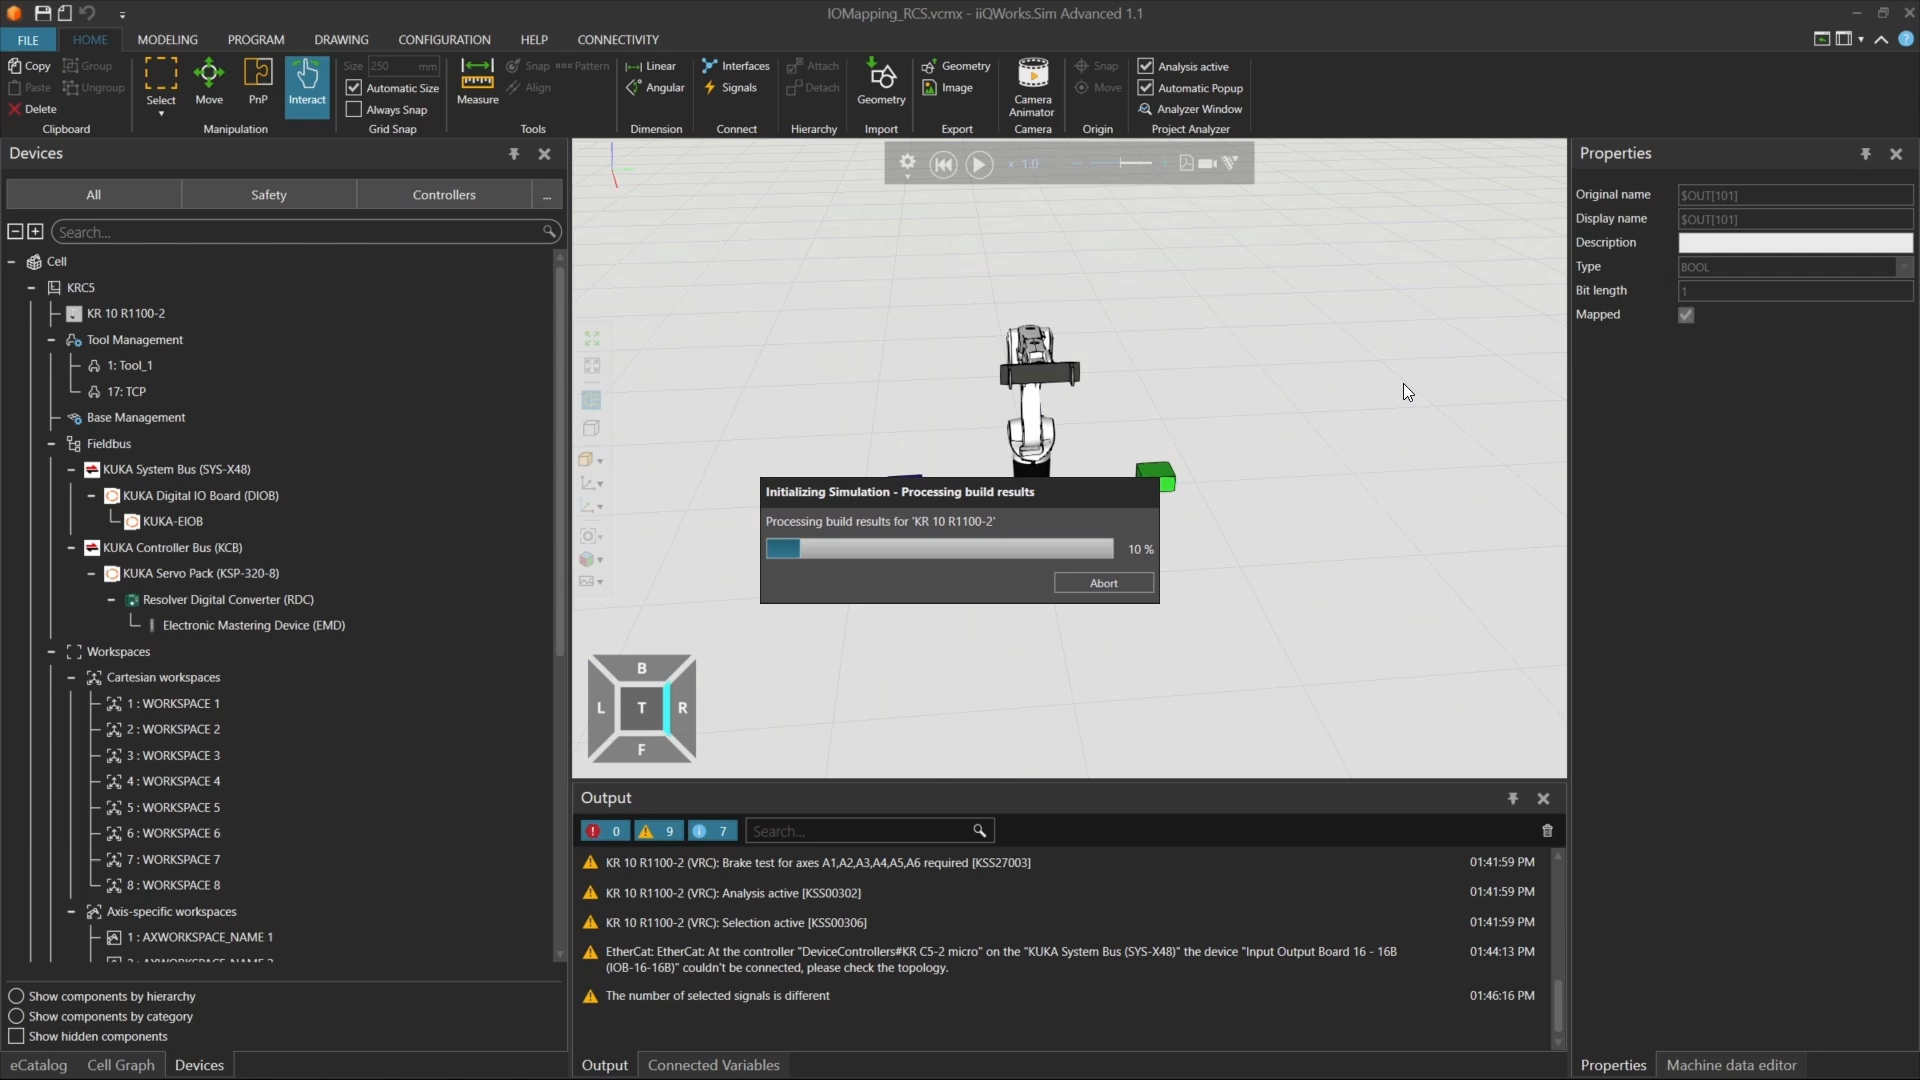 IOMapping_RCS.vcmx - iiQWorks.Sim Advanced 1.1
FILE HOME MODELING PROGRAM DRAWING CONFIGURATION HELP CONNECTIVITY
Copy Group Size 250 mm Snap Pattern Linear Interfaces Attach Geometry Snap Analysis active
Paste Ungroup Automatic Size Align Angular Signals Detach Image Move Automatic Popup
Delete Select Move PnP Interact Always Snap Measure Geometry Camera Animator Analyzer Window
Clipboard Manipulation Grid Snap Tools Dimension Connect Hierarchy Import Export Camera Origin Project Analyzer
Devices
All Safety Controllers ...
Search...
Cell
KRC5
KR 10 R1100-2
Tool Management
1: Tool_1
17: TCP
Base Management
Fieldbus
KUKA System Bus (SYS-X48)
KUKA Digital IO Board (DIOB)
KUKA-EIOB
KUKA Controller Bus (KCB)
KUKA Servo Pack (KSP-320-8)
Resolver Digital Converter (RDC)
Electronic Mastering Device (EMD)
Workspaces
Cartesian workspaces
1 : WORKSPACE 1
2 : WORKSPACE 2
3 : WORKSPACE 3
4 : WORKSPACE 4
5 : WORKSPACE 5
6 : WORKSPACE 6
7 : WORKSPACE 7
8 : WORKSPACE 8
Axis-specific workspaces
1 : AXWORKSPACE_NAME 1
Show components by hierarchy
Show components by category
Show hidden components
eCatalog Cell Graph Devices
x 1.0
Initializing Simulation - Processing build results
Processing build results for 'KR 10 R1100-2'
10 %
Abort
B
L T R
F
Output
0 9 7 Search...
KR 10 R1100-2 (VRC): Brake test for axes A1,A2,A3,A4,A5,A6 required [KSS27003] 01:41:59 PM
KR 10 R1100-2 (VRC): Analysis active [KSS00302] 01:41:59 PM
KR 10 R1100-2 (VRC): Selection active [KSS00306] 01:41:59 PM
EtherCat: EtherCat: At the controller "DeviceControllers#KR C5-2 micro" on the "KUKA System Bus (SYS-X48)" the device "Input Output Board 16 - 16B 01:44:13 PM
(IOB-16-16B)" couldn't be connected, please check the topology.
The number of selected signals is different 01:46:16 PM
Output Connected Variables
Properties
Original name $OUT[101]
Display name $OUT[101]
Description
Type BOOL
Bit length 1
Mapped
Properties Machine data editor